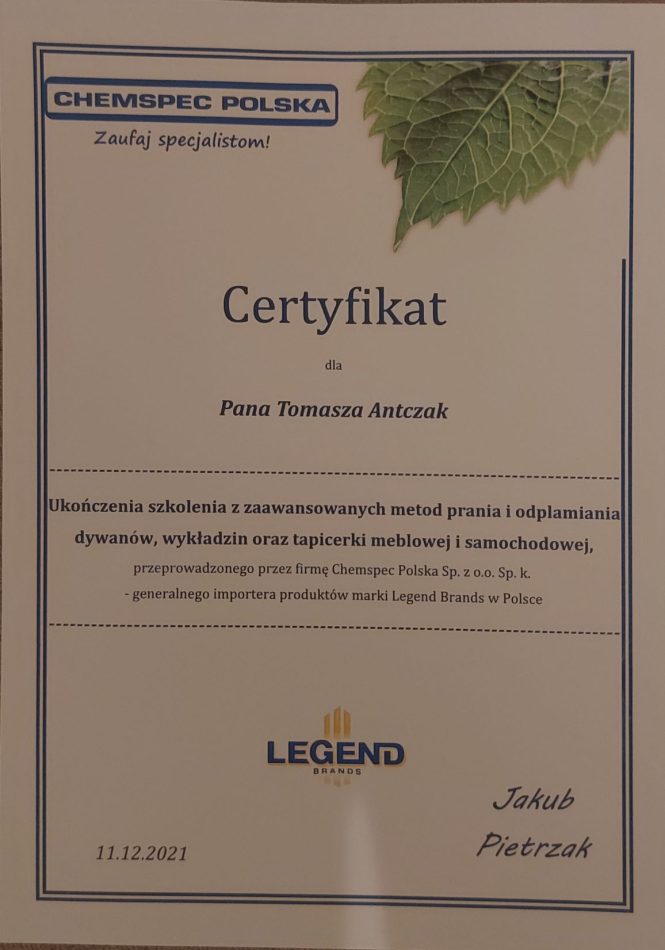 CHEMSPEC POLSKA
Zaufaj specjalistom!
Certyfikat
dla
Pana Tomasza Antczak
Ukończenia szkolenia z zaawansowanych metod prania i odplamiania
dywanów, wykładzin oraz tapicerki meblowej i samochodowej,
przeprowadzonego przez firmę Chemspec Polska Sp. z o.o. Sp. k.
- generalnego importera produktów marki Legend Brands w Polsce
LEGEND
BRANDS
Jakub
Pietrzak
11.12.2021